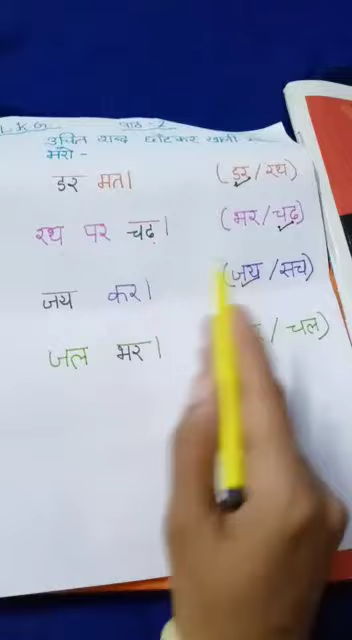 L.K.G. पाठ - 2
उचित शब्द छाँटकर खाली
भरो -
डर मत। (डर / रथ)
रथ पर चढ़। (भर / चढ़)
जय कर। (जय / सच)
जल भर। / चल)